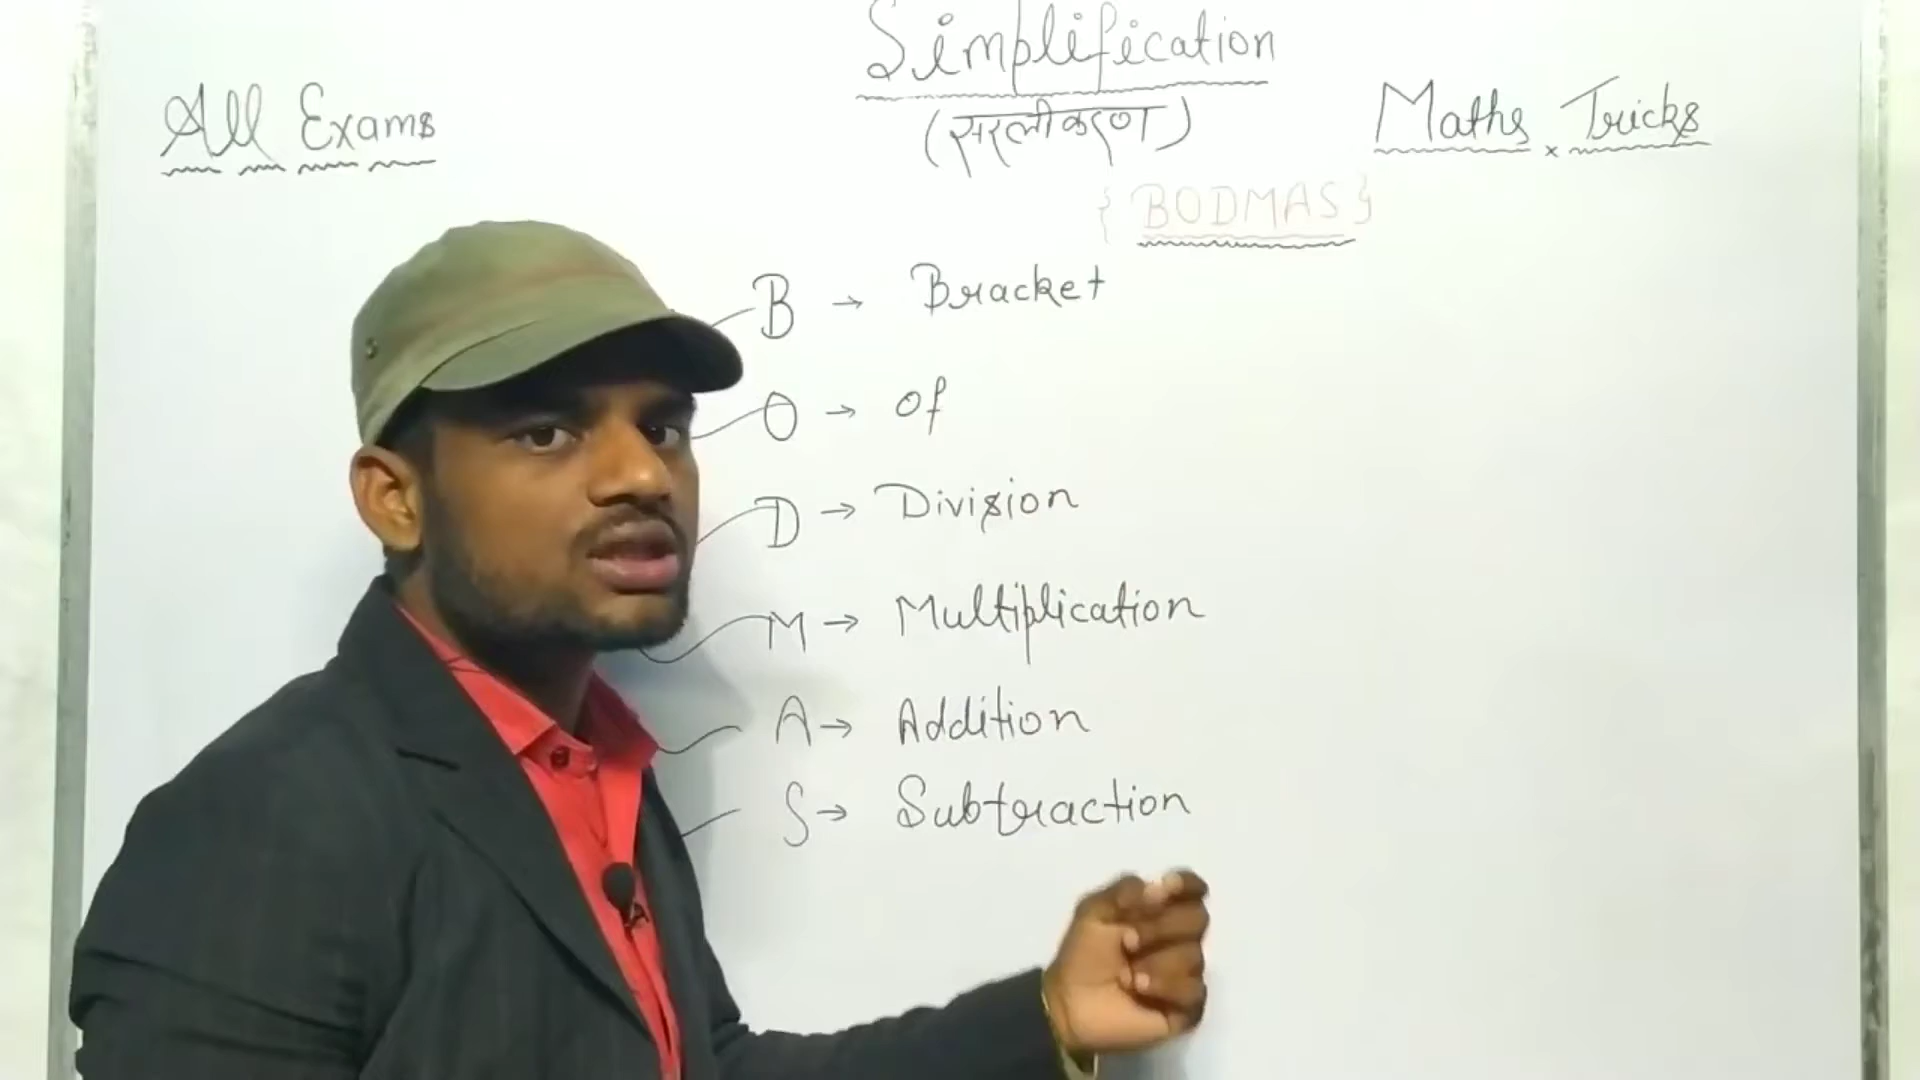 Simplification
(सरलीकरण)
All Exams
Maths x Tricks
{BODMAS}
B → Bracket
O → Of
D → Division
M → Multiplication
A → Addition
S → Subtraction